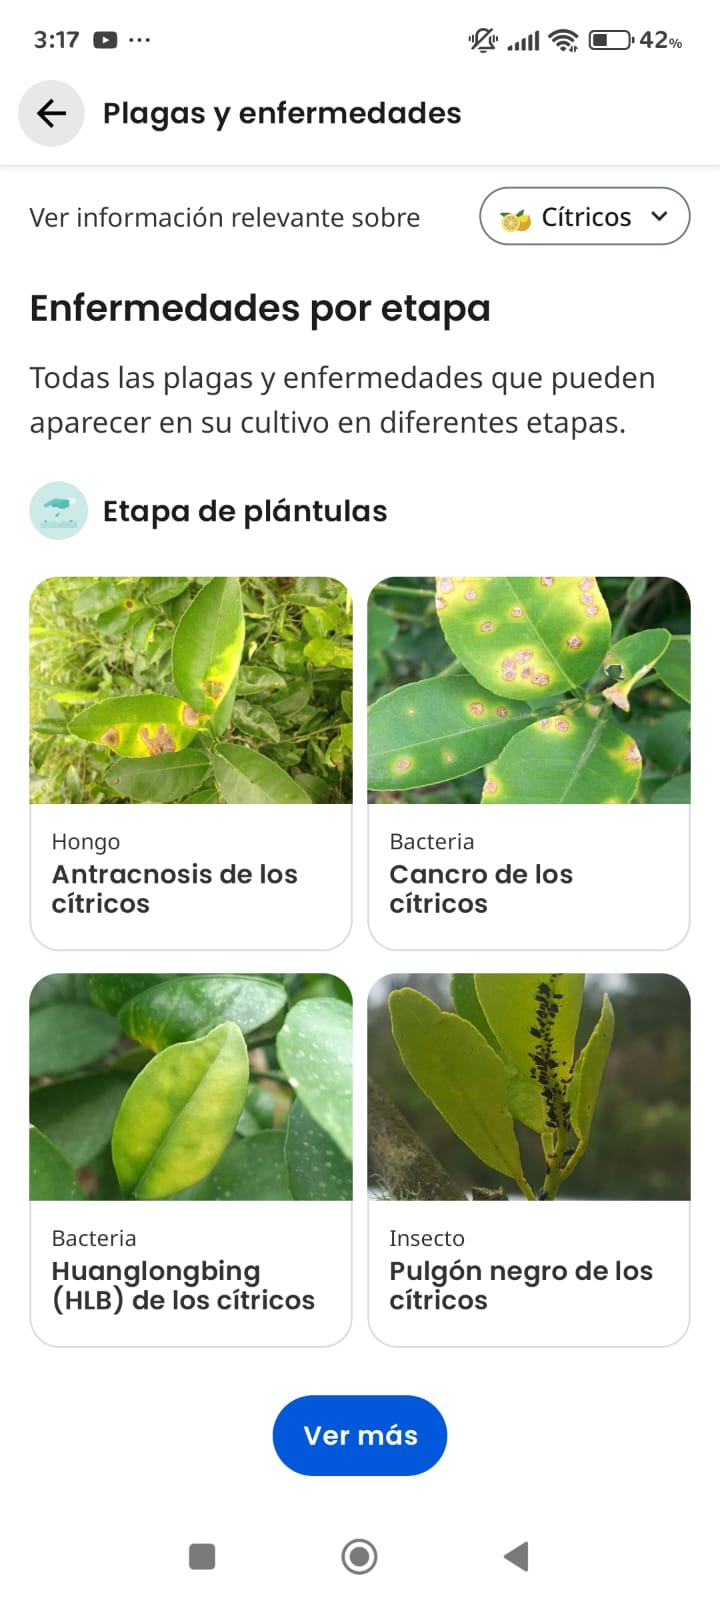 3:17
42%
Plagas y enfermedades
Ver información relevante sobre
Cítricos
Enfermedades por etapa
Todas las plagas y enfermedades que pueden
aparecer en su cultivo en diferentes etapas.
Etapa de plántulas
Hongo
Antracnosis de los
cítricos
Bacteria
Cancro de los
cítricos
Bacteria
Huanglongbing
(HLB) de los cítricos
Insecto
Pulgón negro de los
cítricos
Ver más